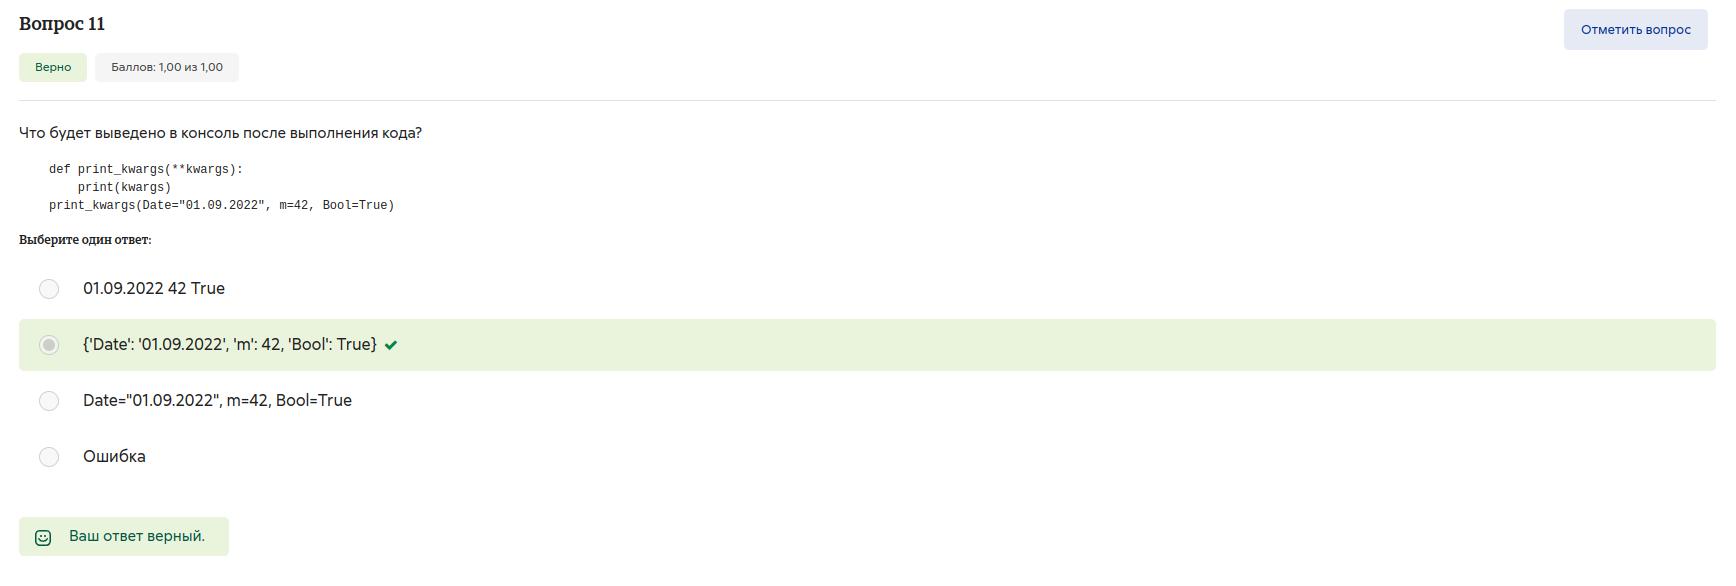 Вопрос 11
Отметить вопрос
Верно
Баллов: 1,00 из 1,00
Что будет выведено в консоль после выполнения кода?
def print_kwargs(**kwargs):
    print(kwargs)
print_kwargs(Date="01.09.2022", m=42, Bool=True)
Выберите один ответ:
01.09.2022 42 True
{'Date': '01.09.2022', 'm': 42, 'Bool': True}
Date="01.09.2022", m=42, Bool=True
Ошибка
Ваш ответ верный.